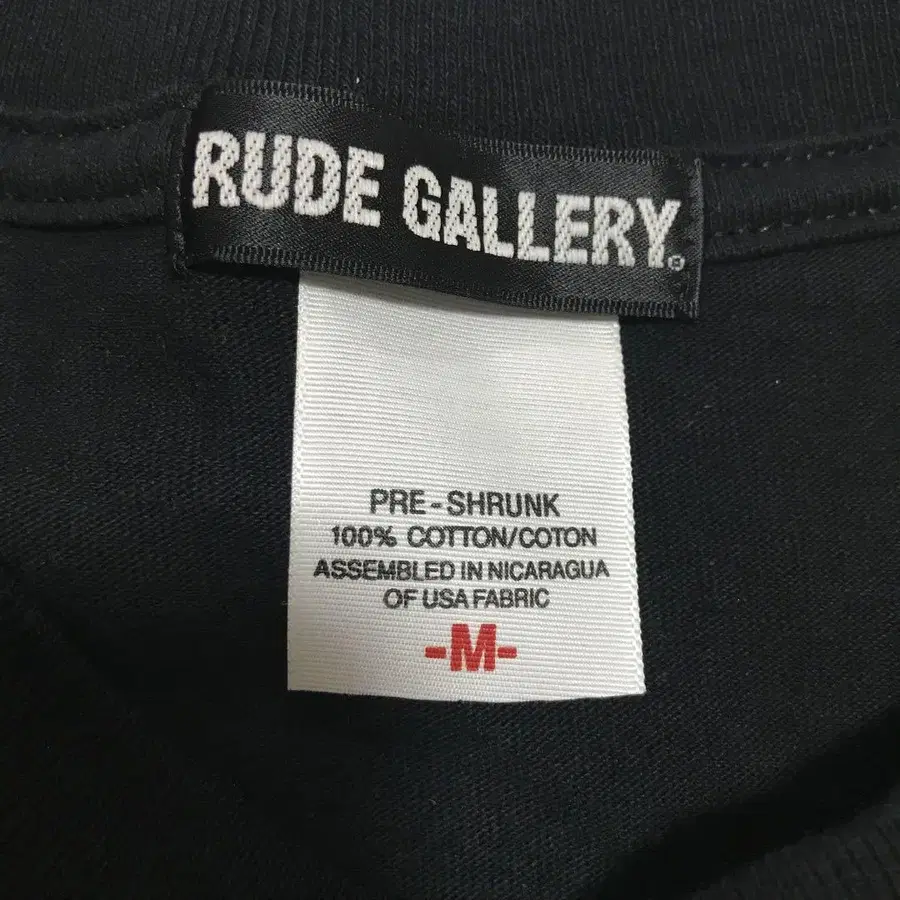 RUDE GALLERY®
PRE-SHRUNK
100% COTTON/COTON
ASSEMBLED IN NICARAGUA
OF USA FABRIC
-M-